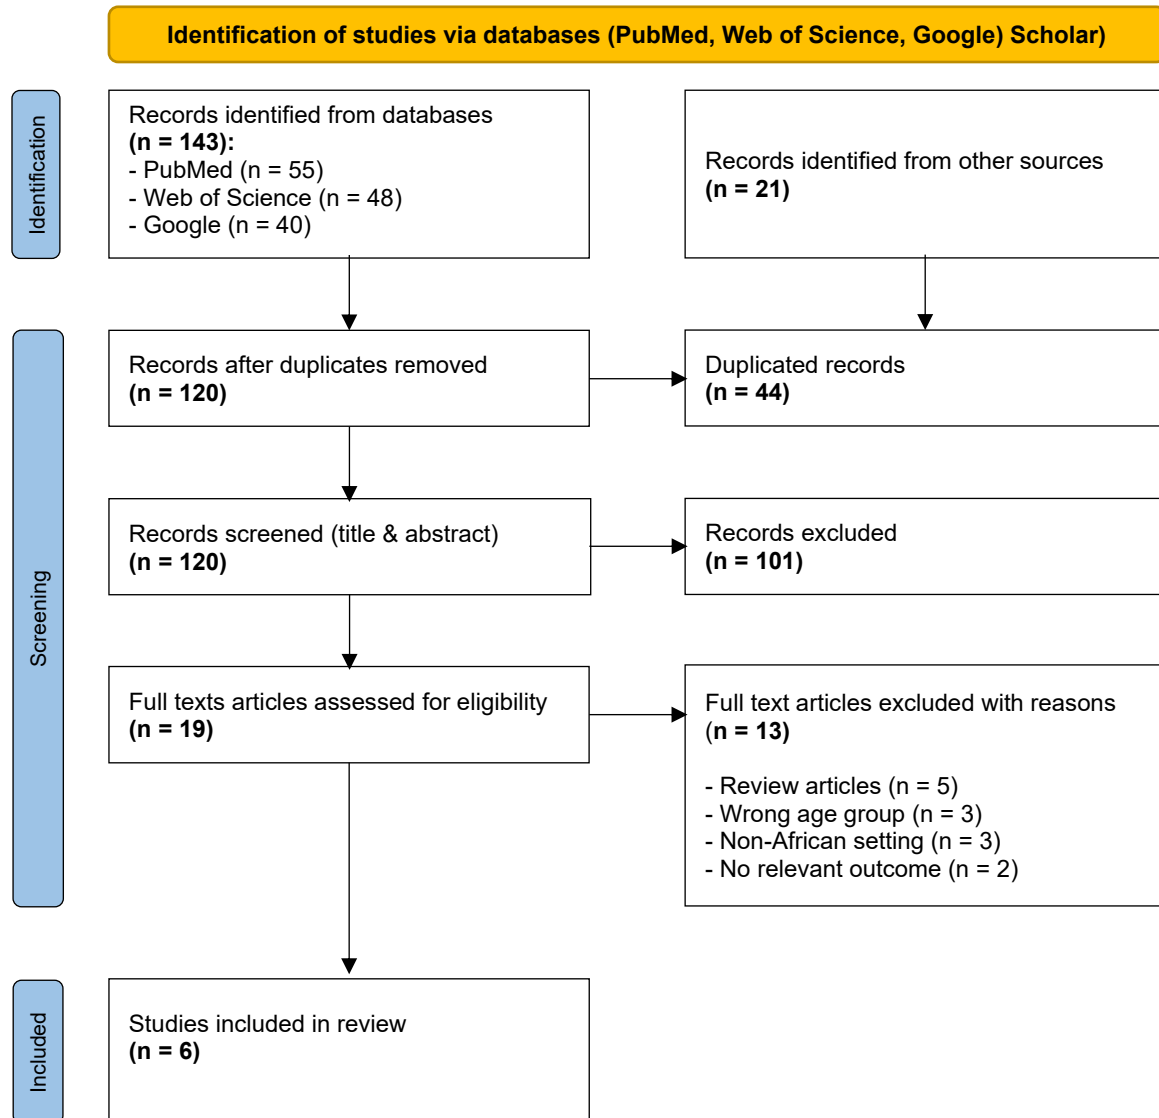 Identification of studies via databases (PubMed, Web of Science, Google) Scholar)
Identification
Records identified from databases
(n = 143):
- PubMed (n = 55)
- Web of Science (n = 48)
- Google (n = 40)
Records identified from other sources
(n = 21)
Screening
Records after duplicates removed
(n = 120)
Duplicated records
(n = 44)
Records screened (title & abstract)
(n = 120)
Records excluded
(n = 101)
Full texts articles assessed for eligibility
(n = 19)
Full text articles excluded with reasons
(n = 13)
- Review articles (n = 5)
- Wrong age group (n = 3)
- Non-African setting (n = 3)
- No relevant outcome (n = 2)
Included
Studies included in review
(n = 6)